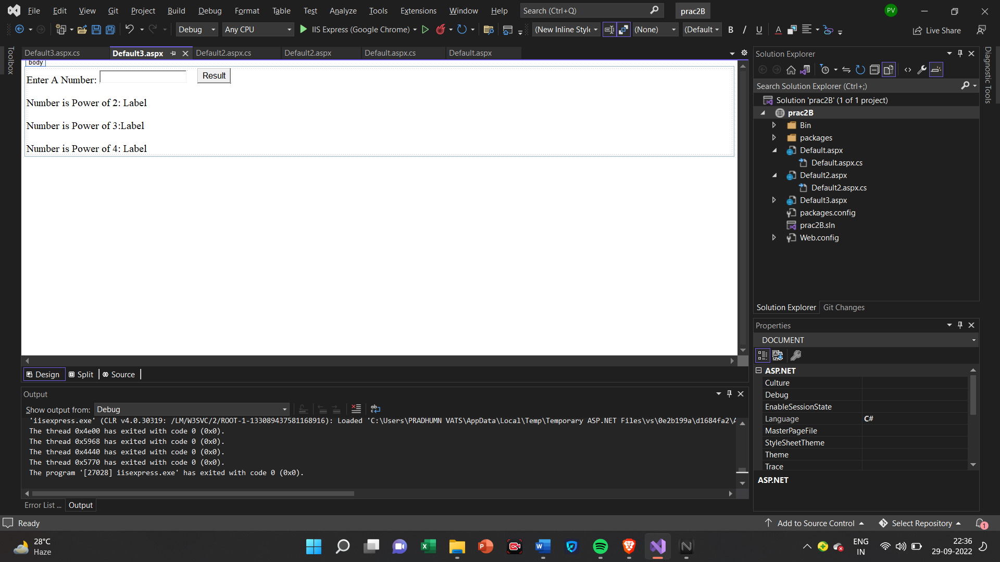 File Edit View Git Project Build Debug Format Table Test Analyze Tools Extensions Window Help Search (Ctrl+Q) prac2B PV
Debug Any CPU IIS Express (Google Chrome) (New Inline Style (None) (Default B I U A Live Share
Toolbox
Default3.aspx.cs Default3.aspx Default2.aspx.cs Default2.aspx Default.aspx.cs Default.aspx
body
Enter A Number: Result
Number is Power of 2: Label
Number is Power of 3:Label
Number is Power of 4: Label
Design Split Source
Output
Show output from: Debug
'iisexpress.exe' (CLR v4.0.30319: /LM/W3SVC/2/ROOT-1-133089437581168916): Loaded 'C:\Users\PRADHUMN VATS\AppData\Local\Temp\Temporary ASP.NET Files\vs\0e2b199a\d1684fa2\A
The thread 0x4e00 has exited with code 0 (0x0).
The thread 0x5968 has exited with code 0 (0x0).
The thread 0x4440 has exited with code 0 (0x0).
The thread 0x5770 has exited with code 0 (0x0).
The program '[27028] iisexpress.exe' has exited with code 0 (0x0).
Error List ... Output
Solution Explorer
Search Solution Explorer (Ctrl+;)
Solution 'prac2B' (1 of 1 project)
prac2B
Bin
packages
Default.aspx
Default.aspx.cs
Default2.aspx
Default2.aspx.cs
Default3.aspx
packages.config
prac2B.sln
Web.config
Solution Explorer Git Changes
Properties
DOCUMENT
ASP.NET
Culture
Debug
EnableSessionState
Language C#
MasterPageFile
StyleSheetTheme
Theme
Trace
ASP.NET
Diagnostic Tools
Ready Add to Source Control Select Repository 1
28°C
Haze
ENG
IN
22:36
29-09-2022